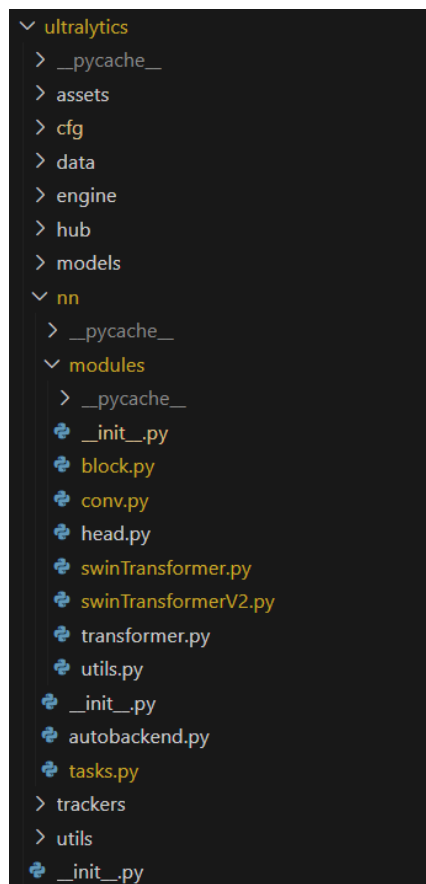 ultralytics
__pycache__
assets
cfg
data
engine
hub
models
nn
__pycache__
modules
__pycache__
__init__.py
block.py
conv.py
head.py
swinTransformer.py
swinTransformerV2.py
transformer.py
utils.py
__init__.py
autobackend.py
tasks.py
trackers
utils
__init__.py